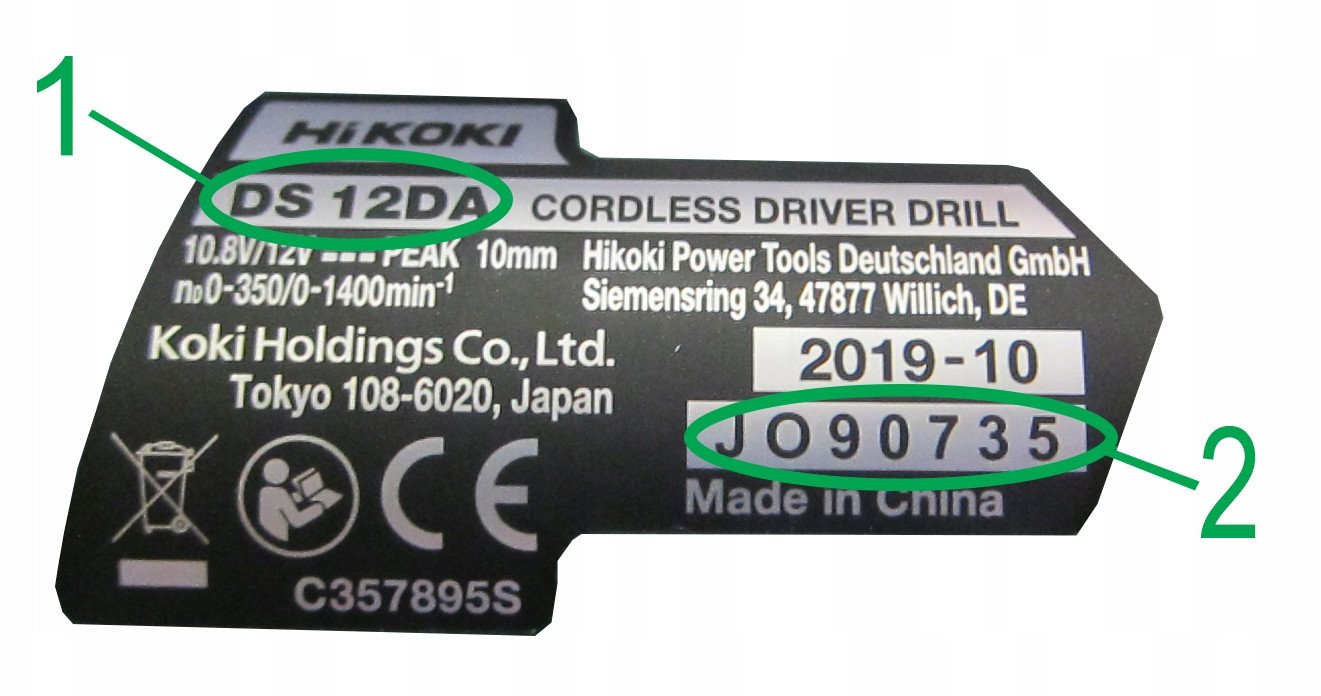 1
HiKOKI
DS 12DA CORDLESS DRIVER DRILL
10.8V/12V ⎓ PEAK 10mm
n₀0-350/0-1400min⁻¹
Hikoki Power Tools Deutschland GmbH
Siemensring 34, 47877 Willich, DE
Koki Holdings Co., Ltd.
Tokyo 108-6020, Japan
2019-10
JO90735
2
Made in China
CE
C357895S